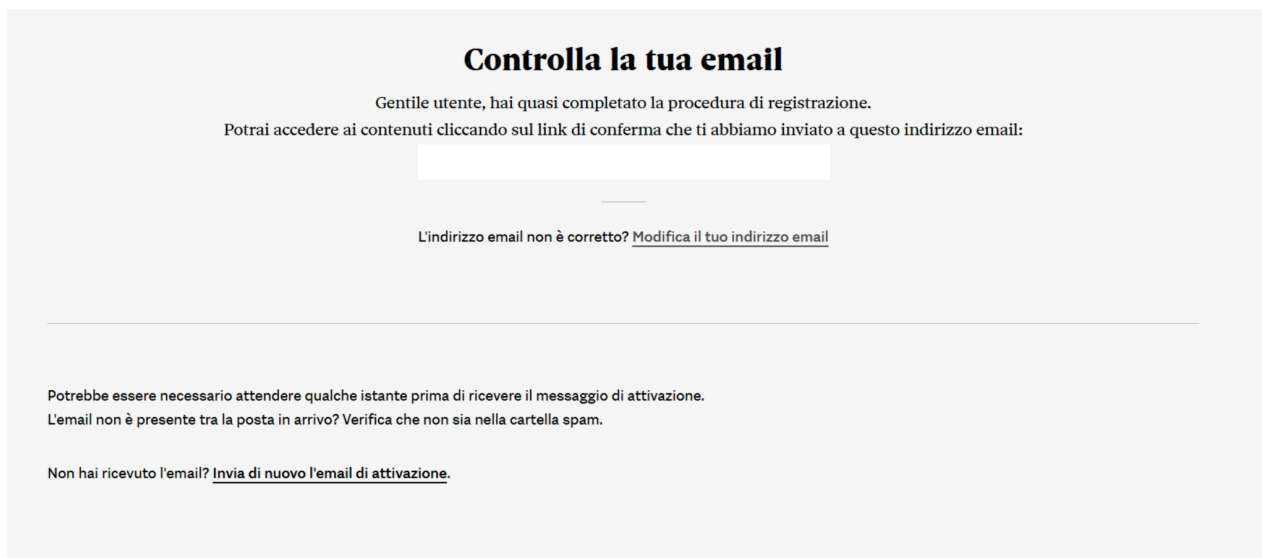 Controlla la tua email
Gentile utente, hai quasi completato la procedura di registrazione.
Potrai accedere ai contenuti cliccando sul link di conferma che ti abbiamo inviato a questo indirizzo email:
L'indirizzo email non è corretto? Modifica il tuo indirizzo email
Potrebbe essere necessario attendere qualche istante prima di ricevere il messaggio di attivazione.
L'email non è presente tra la posta in arrivo? Verifica che non sia nella cartella spam.
Non hai ricevuto l'email? Invia di nuovo l'email di attivazione.